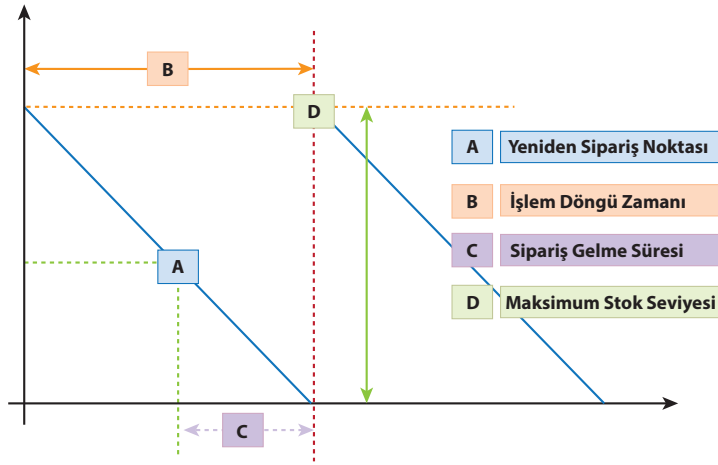 B
D
A
C
A Yeniden Sipariş Noktası
B İşlem Döngü Zamanı
C Sipariş Gelme Süresi
D Maksimum Stok Seviyesi